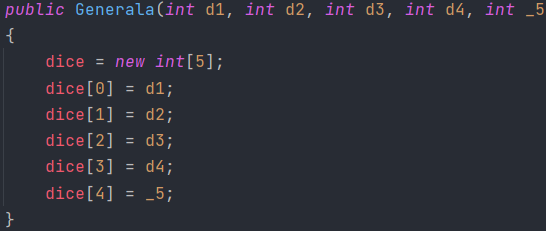 public Generala(int d1, int d2, int d3, int d4, int _5
{
    dice = new int[5];
    dice[0] = d1;
    dice[1] = d2;
    dice[2] = d3;
    dice[3] = d4;
    dice[4] = _5;
}